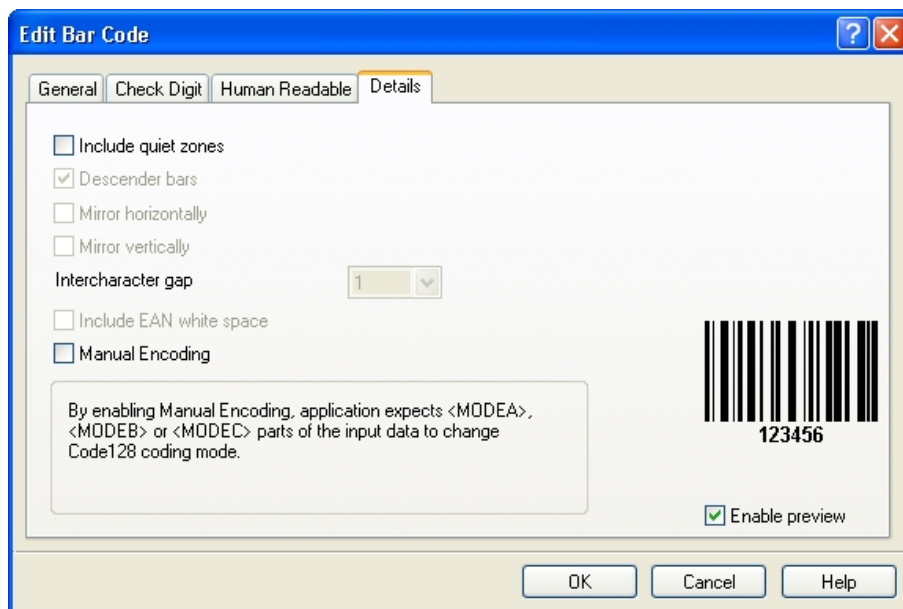 Edit Bar Code
General Check Digit Human Readable Details
Include quiet zones
Descender bars
Mirror horizontally
Mirror vertically
Intercharacter gap 1
Include EAN white space
Manual Encoding
By enabling Manual Encoding, application expects <MODEA>,
<MODEB> or <MODEC> parts of the input data to change
Code128 coding mode.
123456
Enable preview
OK Cancel Help